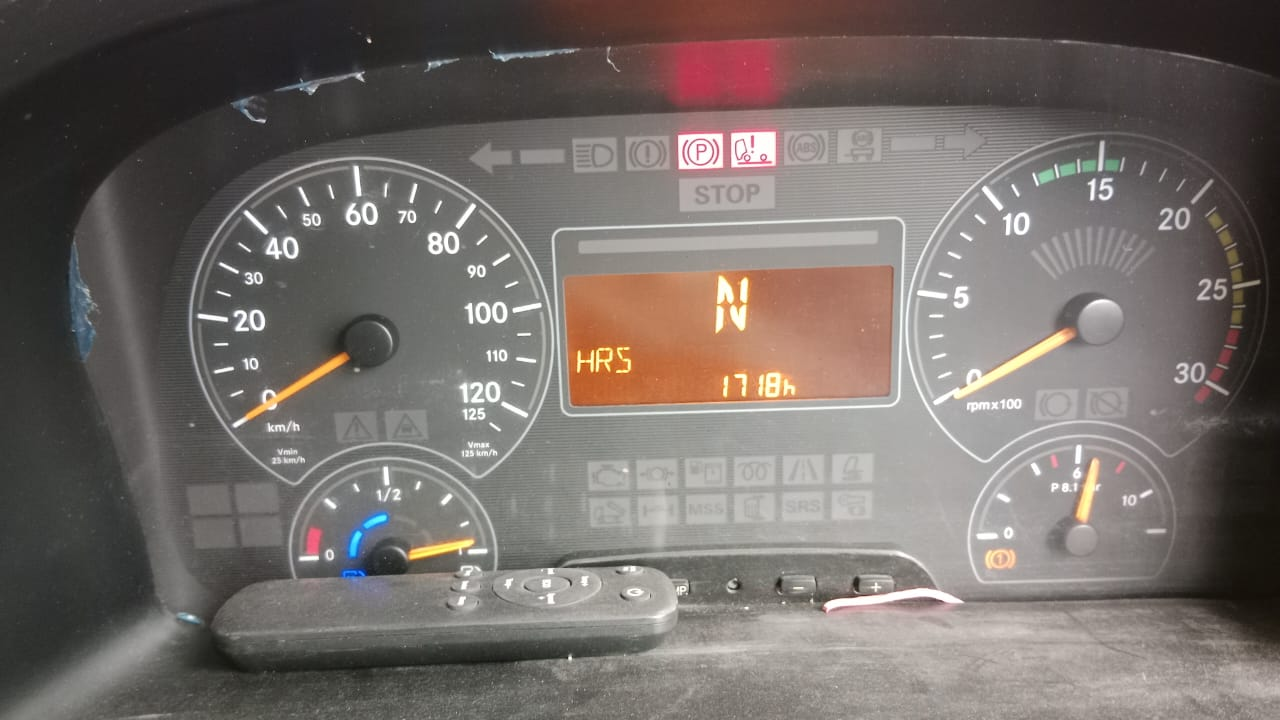 (P) ABS
STOP
0 10 20 30 40 50 60 70 80 90 100 110 120 125
km/h
Vmin
25 km/h
Vmax
125 km/h
N
HRS
1718h
0 5 10 15 20 25 30
rpm x100
MSS SRS
0 1/2 1
0 6 10
1
- +